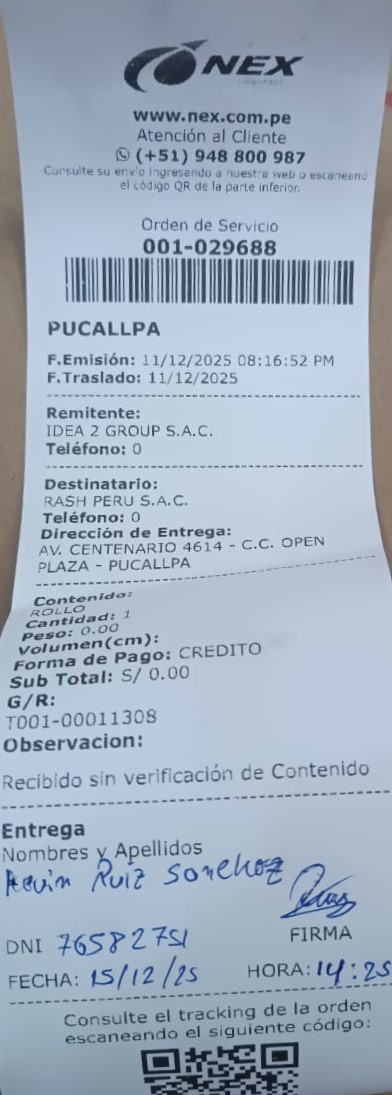 NEX
www.nex.com.pe
Atención al Cliente
(+51) 948 800 987
Consulte su envío ingresando a nuestra web o escaneand
el código QR de la parte inferior.
Orden de Servicio
001-029688
PUCALLPA
F.Emisión: 11/12/2025 08:16:52 PM
F.Traslado: 11/12/2025
Remitente:
IDEA 2 GROUP S.A.C.
Teléfono: 0
Destinatario:
RASH PERU S.A.C.
Teléfono: 0
Dirección de Entrega:
AV. CENTENARIO 4614 - C.C. OPEN
PLAZA - PUCALLPA
Contenido:
ROLLO
Cantidad: 1
Peso: 0.00
Volumen(cm):
Forma de Pago: CREDITO
Sub Total: S/ 0.00
G/R:
T001-00011308
Observacion:
Recibido sin verificación de Contenido
Entrega
Nombres y Apellidos
Kevin Ruiz Sanchez
DNI 76582751
FIRMA
FECHA: 15/12/25 HORA: 14:25
Consulte el tracking de la orden
escaneando el siguiente código: